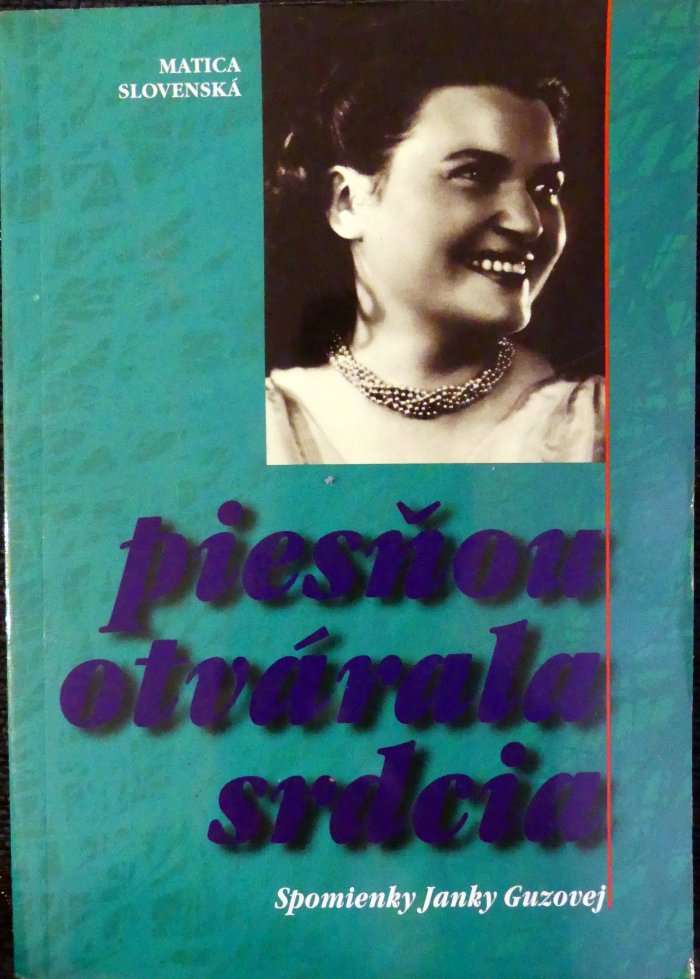 MATICA
SLOVENSKÁ
piesňou
otvárala
srdcia
Spomienky Janky Guzovej